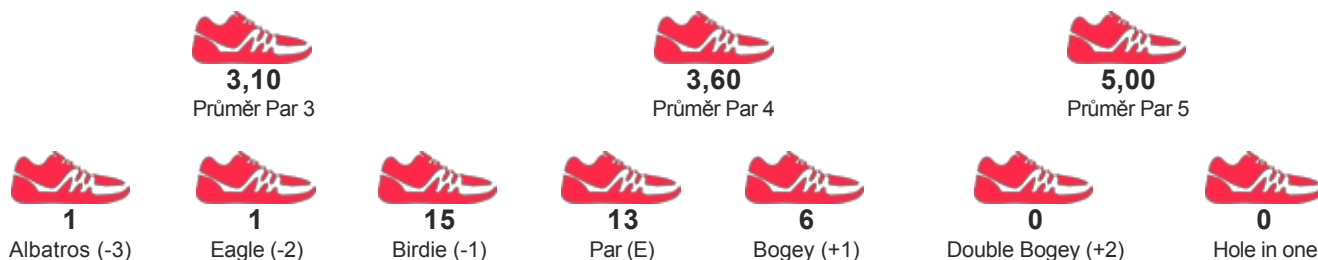 3,10 3,60 5,00
Průměr Par 3 Průměr Par 4 Průměr Par 5
1 1 15 13 6 0 0
Albatros (-3) Eagle (-2) Birdie (-1) Par (E) Bogey (+1) Double Bogey (+2) Hole in one